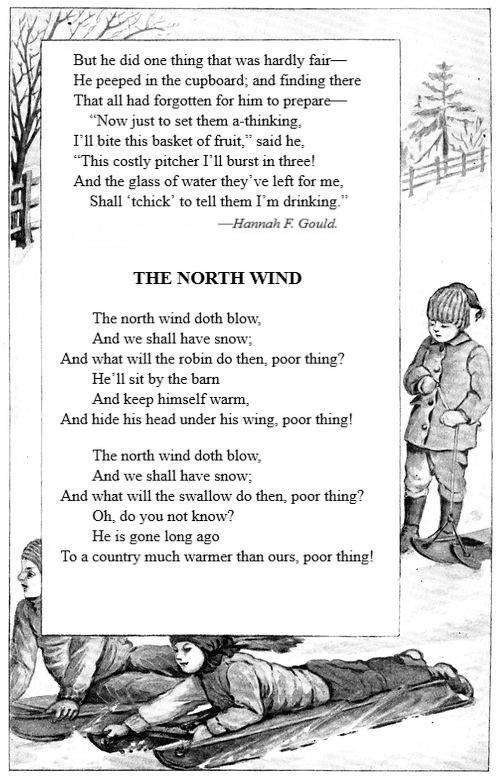 But he did one thing that was hardly fair—
He peeped in the cupboard; and finding there
That all had forgotten for him to prepare—
“Now just to set them a-thinking,
I’ll bite this basket of fruit,” said he,
“This costly pitcher I’ll burst in three!
And the glass of water they’ve left for me,
Shall ‘tchick’ to tell them I’m drinking.”
—Hannah F. Gould.
THE NORTH WIND
The north wind doth blow,
And we shall have snow;
And what will the robin do then, poor thing?
He’ll sit by the barn
And keep himself warm,
And hide his head under his wing, poor thing!
The north wind doth blow,
And we shall have snow;
And what will the swallow do then, poor thing?
Oh, do you not know?
He is gone long ago
To a country much warmer than ours, poor thing!